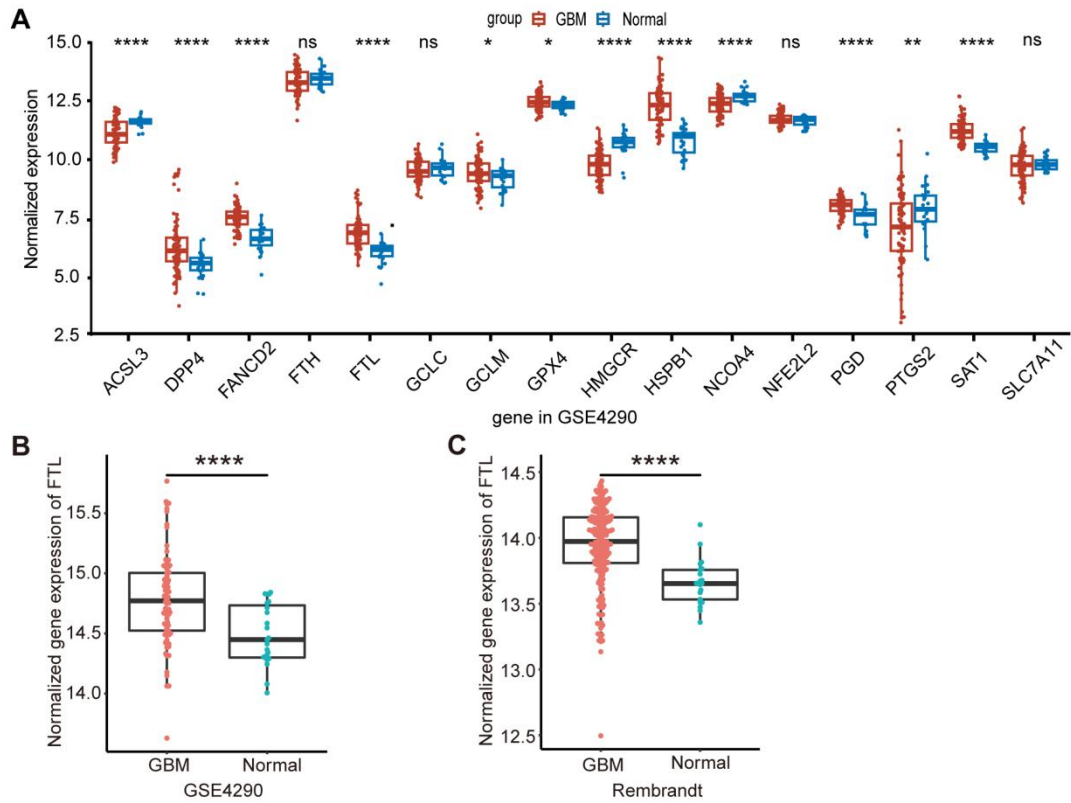 A
group GBM Normal
**** **** **** ns **** ns * * **** **** **** ns **** ** **** ns
15.0
12.5
10.0
7.5
5.0
2.5
Normalized expression
ACSL3 DPP4 FANCD2 FTH FTL GCLC GCLM GPX4 HMGCR HSPB1 NCOA4 NFE2L2 PGD PTGS2 SAT1 SLC7A11
gene in GSE4290
B
****
15.5
15.0
14.5
14.0
Normalized gene expression of FTL
GBM Normal
GSE4290
C
****
14.5
14.0
13.5
13.0
12.5
Normalized gene expression of FTL
GBM Normal
Rembrandt